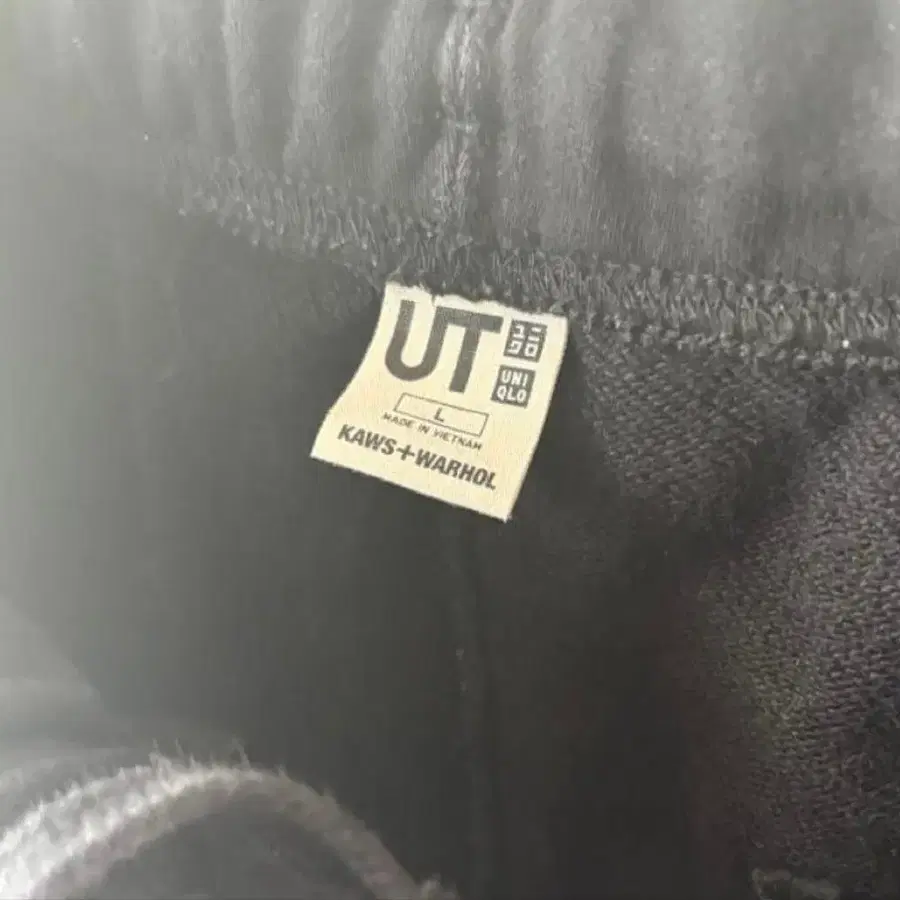 UT
ユニ
クロ
UNI
QLO
L
MADE IN VIETNAM
KAWS+WARHOL